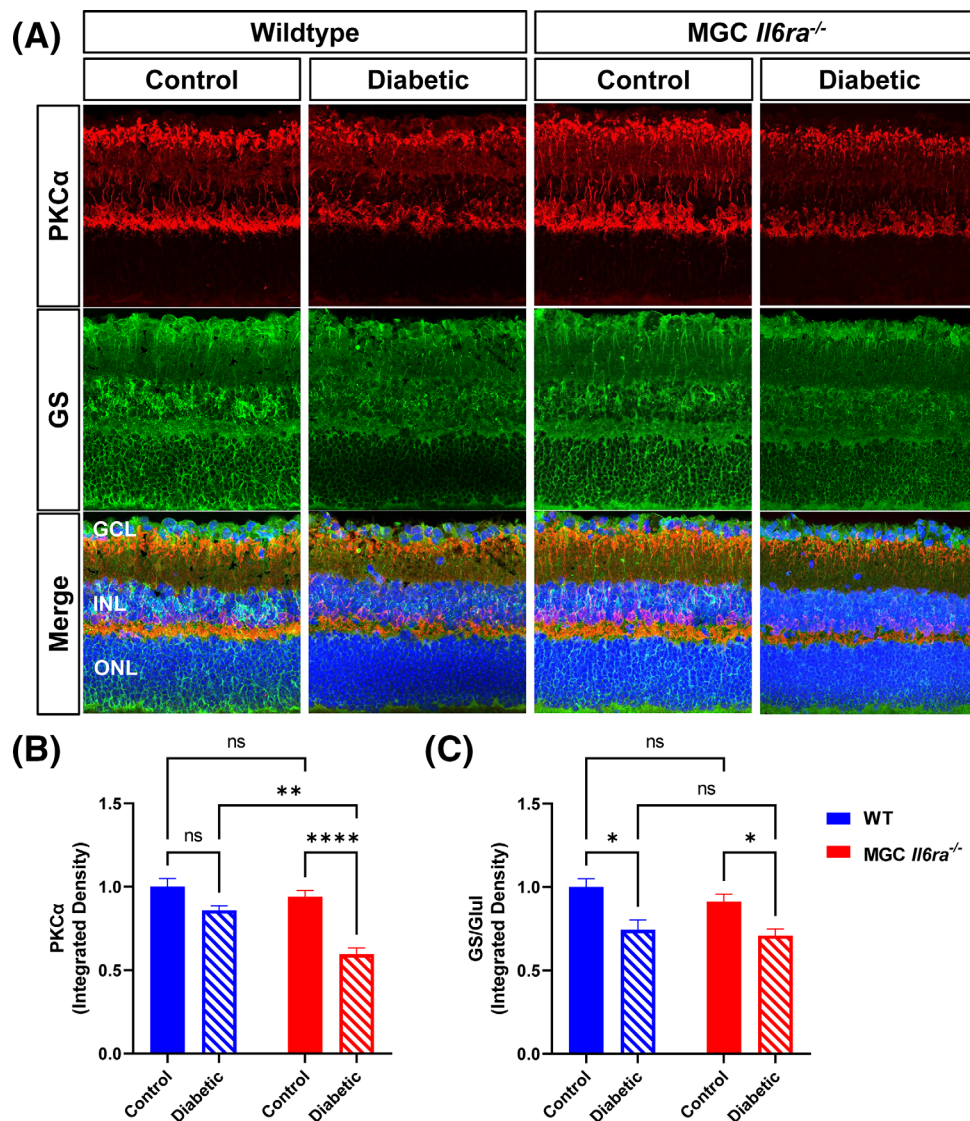 (A)
Wildtype
MGC Il6ra-/-
Control
Diabetic
Control
Diabetic
PKCα
GS
Merge
GCL
INL
ONL
(B)
ns
**
ns
****
1.5
1.0
0.5
0.0
PKCα
(Integrated Density)
Control
Diabetic
Control
Diabetic
(C)
ns
ns
*
*
1.5
1.0
0.5
0.0
GS/Glul
(Integrated Density)
Control
Diabetic
Control
Diabetic
WT
MGC Il6ra-/-